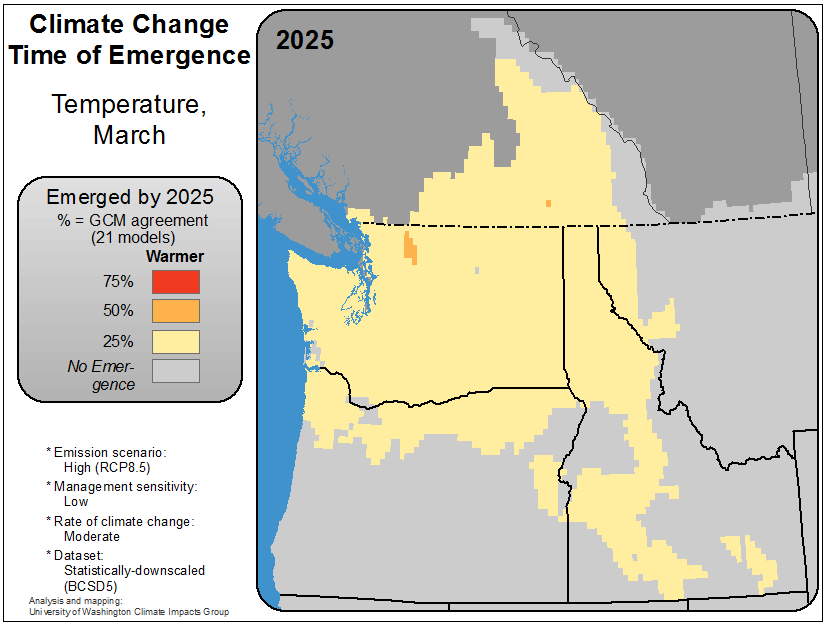 Climate Change
Time of Emergence
Temperature,
March
Emerged by 2025
% = GCM agreement
(21 models)
Warmer
75%
50%
25%
No Emer-
gence
* Emission scenario:
High (RCP8.5)
* Management sensitivity:
Low
* Rate of climate change:
Moderate
* Dataset:
Statistically-downscaled
(BCSD5)
Analysis and mapping:
University of Washington Climate Impacts Group
2025